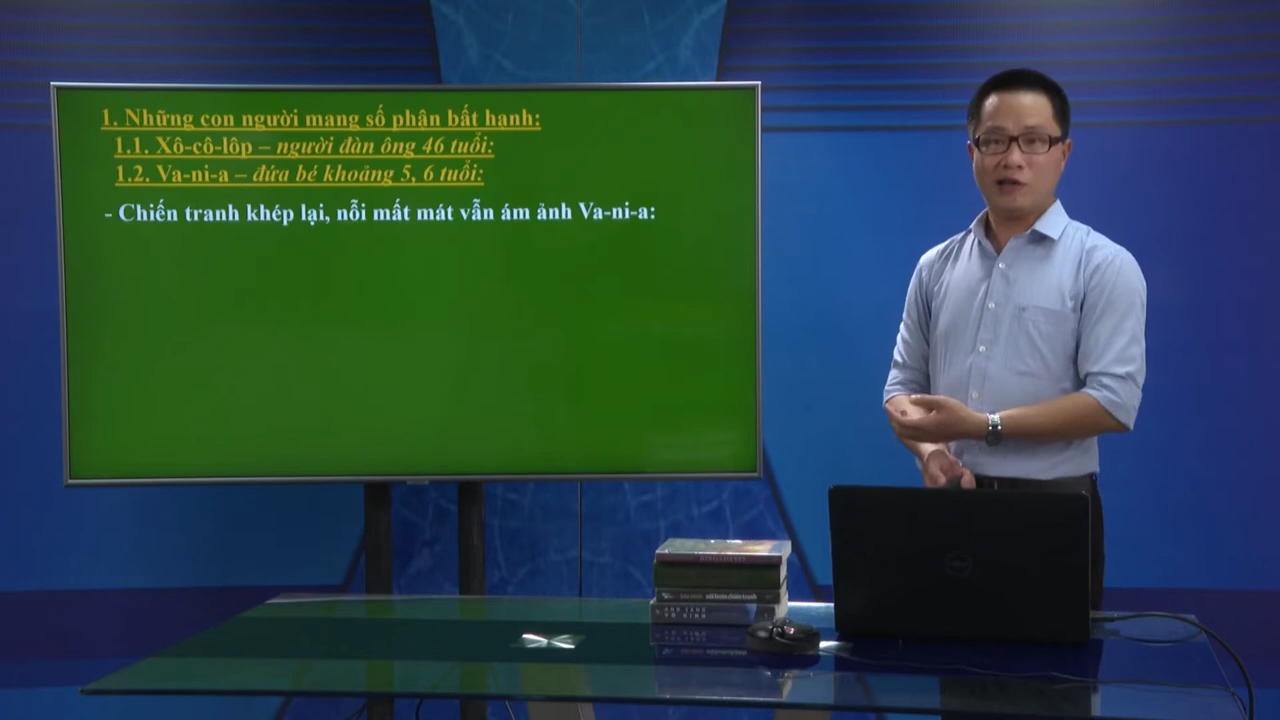 1. Những con người mang số phận bất hạnh:
1.1. Xô-cô-lôp – người đàn ông 46 tuổi:
1.2. Va-ni-a – đứa bé khoảng 5, 6 tuổi:
- Chiến tranh khép lại, nỗi mất mát vẫn ám ảnh Va-ni-a: